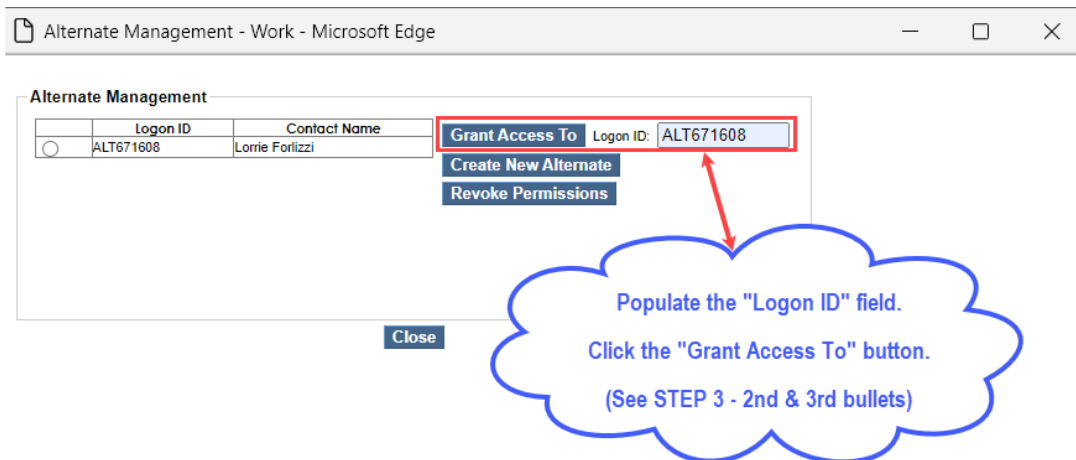 Alternate Management - Work - Microsoft Edge
Alternate Management
Logon ID Contact Name
ALT671608 Lorrie Forlizzi
Grant Access To Logon ID: ALT671608
Create New Alternate
Revoke Permissions
Close
Populate the "Logon ID" field.
Click the "Grant Access To" button.
(See STEP 3 - 2nd & 3rd bullets)